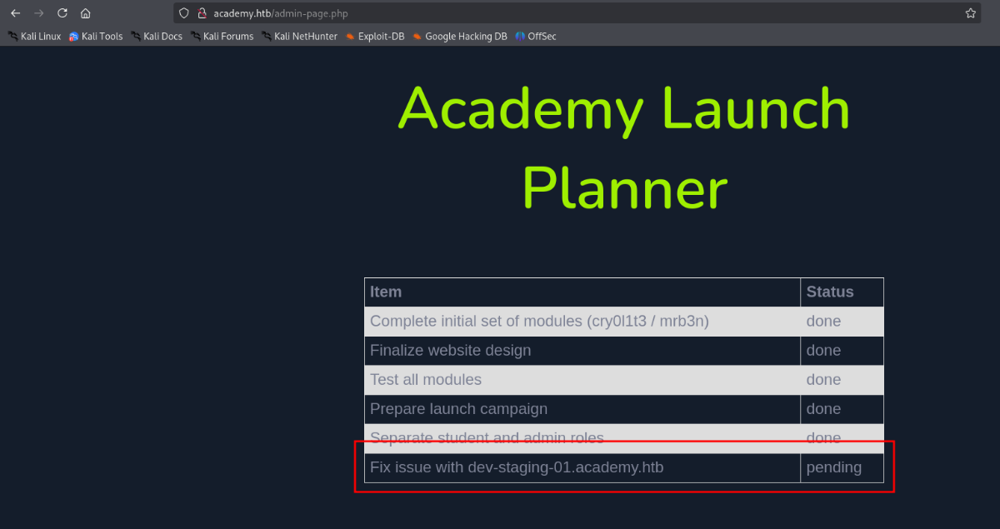 academy.htb/admin-page.php
Kali Linux Kali Tools Kali Docs Kali Forums Kali NetHunter Exploit-DB Google Hacking DB OffSec
Academy Launch
Planner
Item Status
Complete initial set of modules (cry0l1t3 / mrb3n) done
Finalize website design done
Test all modules done
Prepare launch campaign done
Separate student and admin roles done
Fix issue with dev-staging-01.academy.htb pending